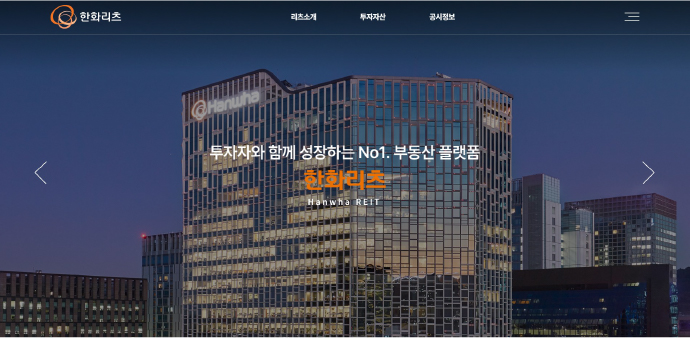 한화리츠
리츠소개
투자자산
공시정보
Hanwha
투자자와 함께 성장하는 No1. 부동산 플랫폼
한화리츠
Hanwha REIT